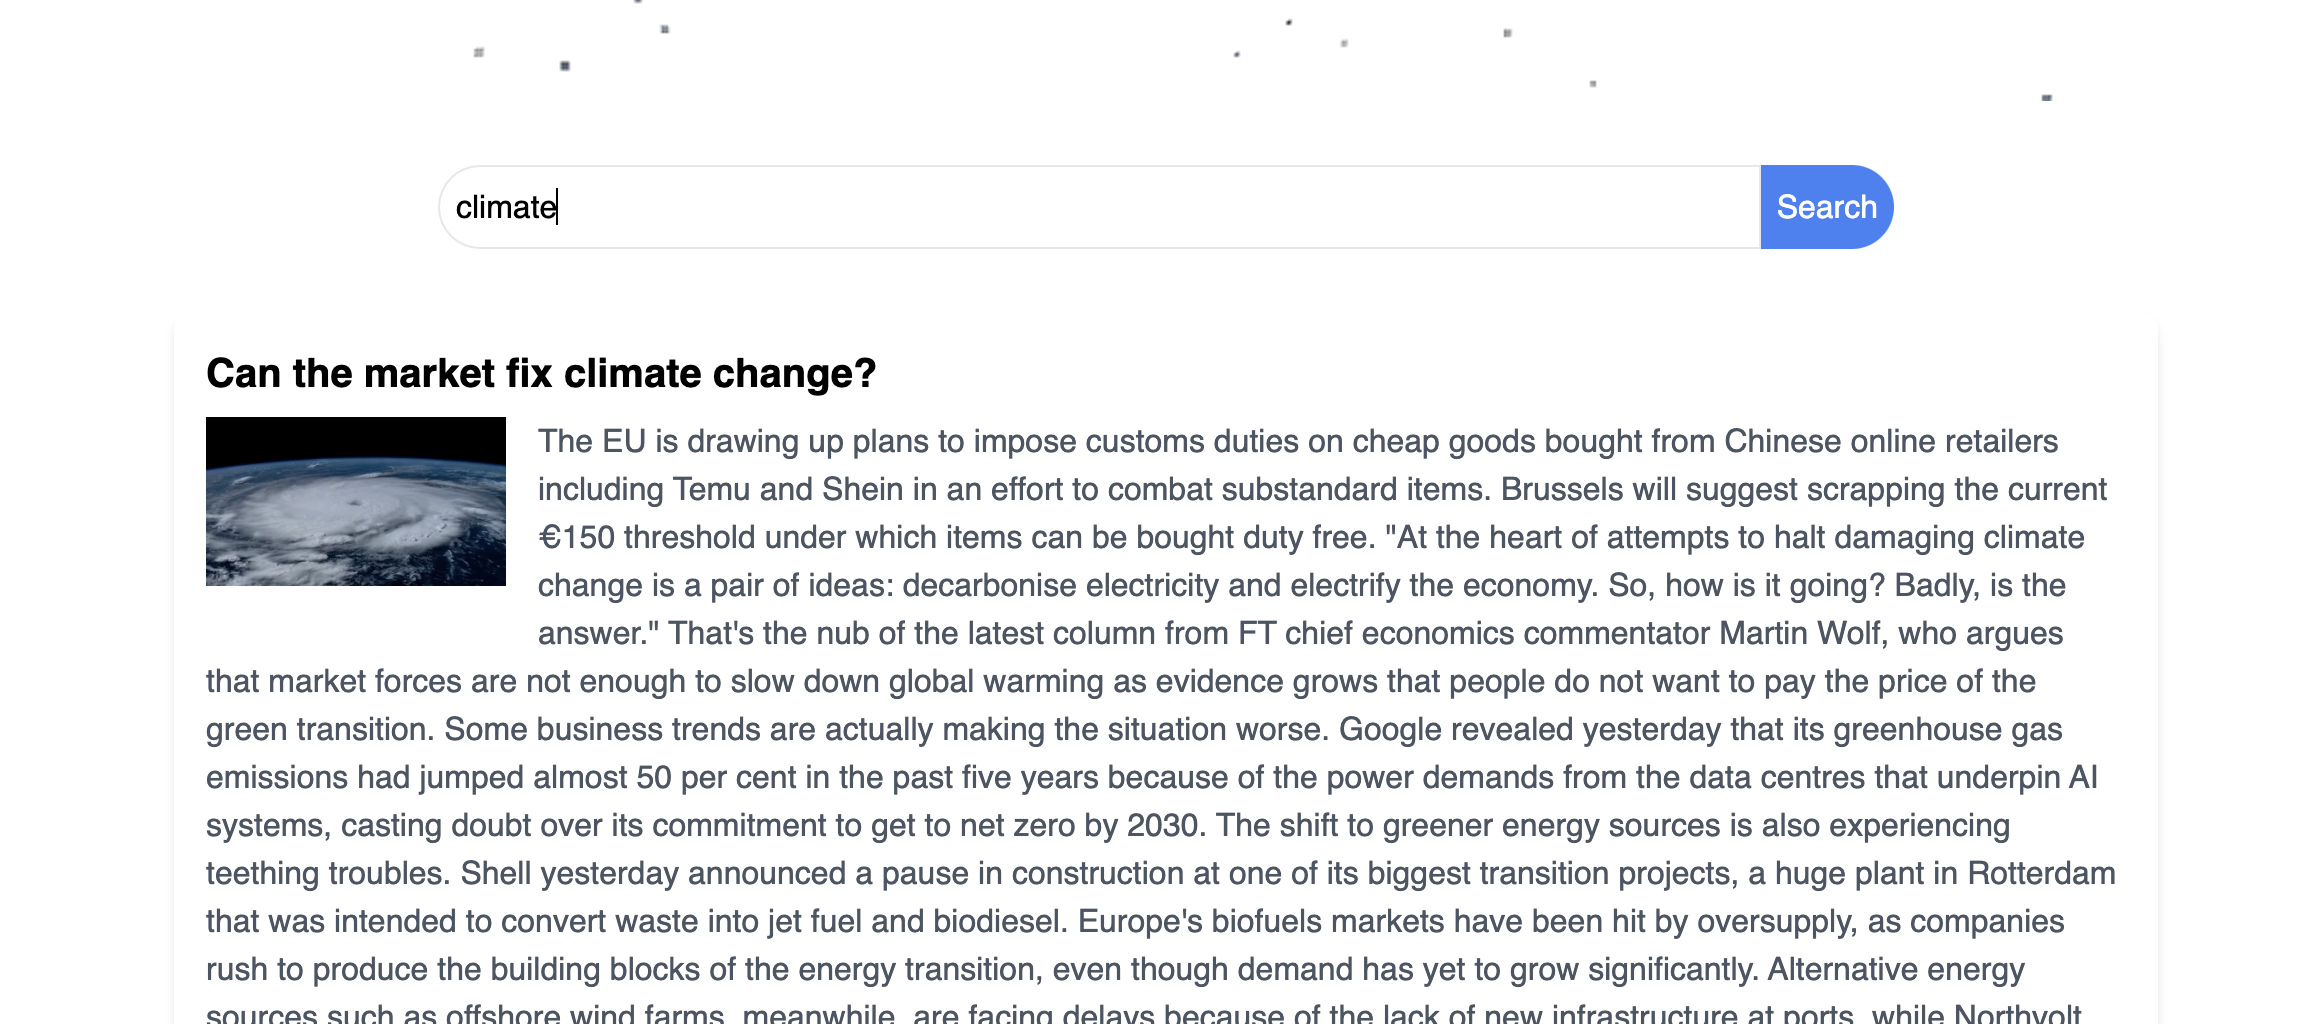 climate
Search
Can the market fix climate change?
The EU is drawing up plans to impose customs duties on cheap goods bought from Chinese online retailers
including Temu and Shein in an effort to combat substandard items. Brussels will suggest scrapping the current
€150 threshold under which items can be bought duty free. "At the heart of attempts to halt damaging climate
change is a pair of ideas: decarbonise electricity and electrify the economy. So, how is it going? Badly, is the
answer." That's the nub of the latest column from FT chief economics commentator Martin Wolf, who argues
that market forces are not enough to slow down global warming as evidence grows that people do not want to pay the price of the
green transition. Some business trends are actually making the situation worse. Google revealed yesterday that its greenhouse gas
emissions had jumped almost 50 per cent in the past five years because of the power demands from the data centres that underpin AI
systems, casting doubt over its commitment to get to net zero by 2030. The shift to greener energy sources is also experiencing
teething troubles. Shell yesterday announced a pause in construction at one of its biggest transition projects, a huge plant in Rotterdam
that was intended to convert waste into jet fuel and biodiesel. Europe's biofuels markets have been hit by oversupply, as companies
rush to produce the building blocks of the energy transition, even though demand has yet to grow significantly. Alternative energy
sources such as offshore wind farms, meanwhile, are facing delays because of the lack of new infrastructure at ports, while Northvolt